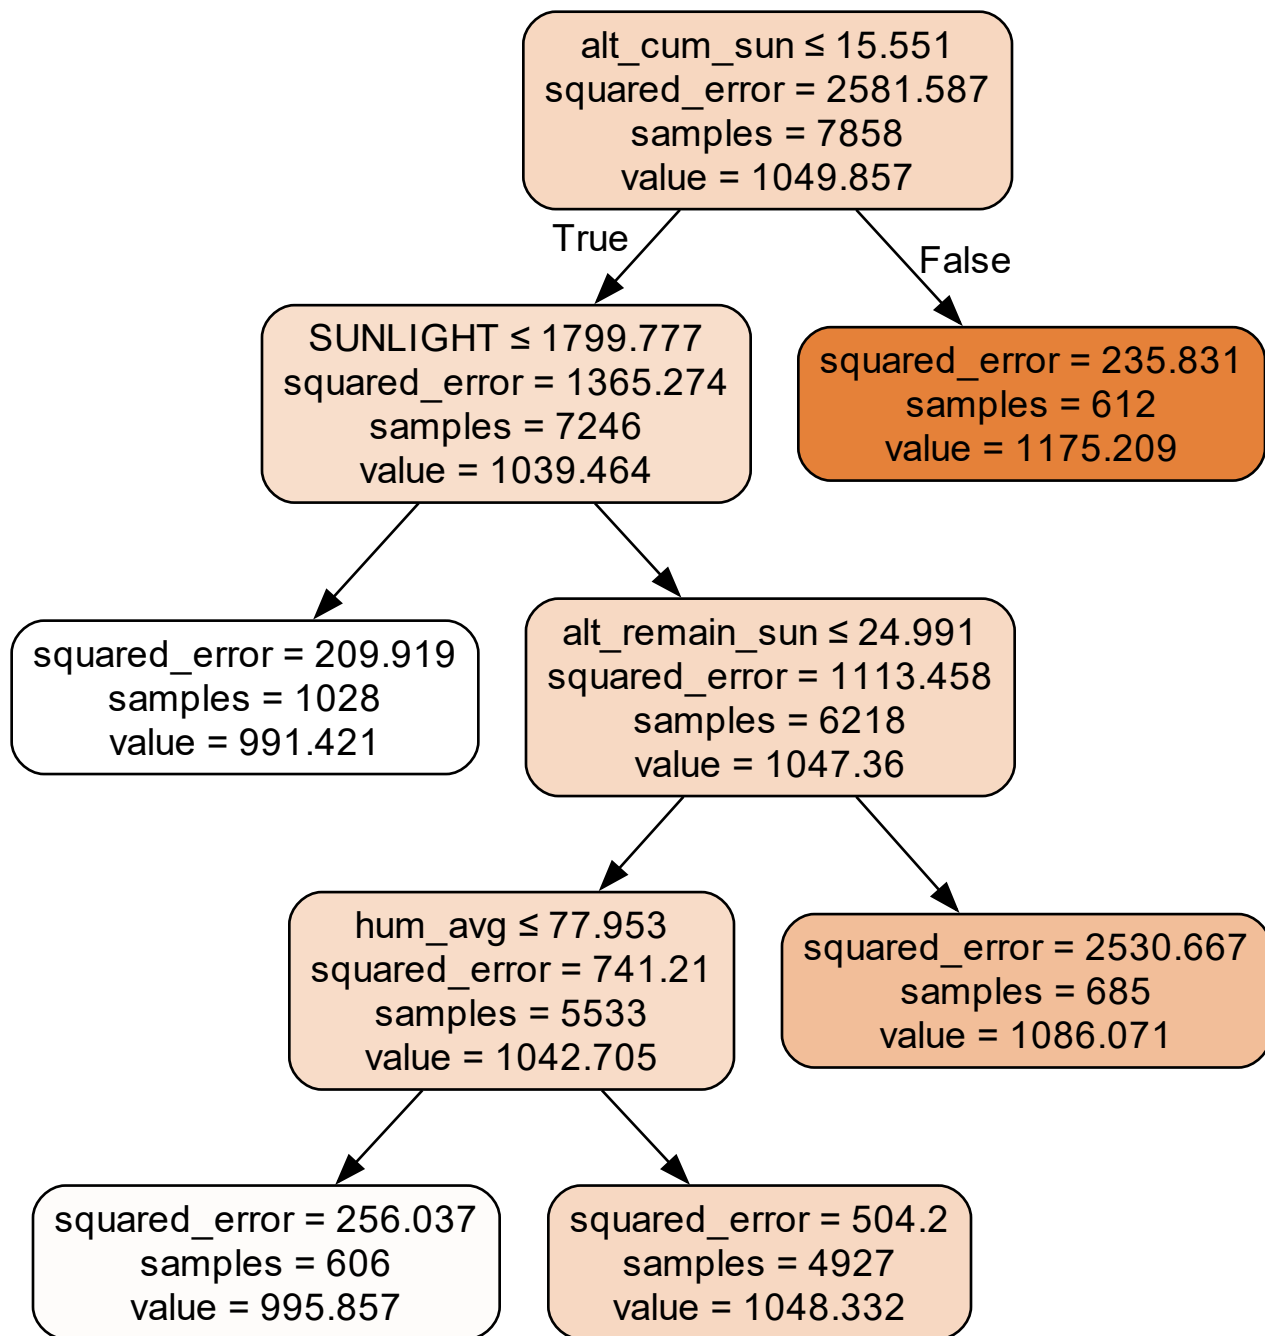 alt_cum_sun ≤ 15.551
squared_error = 2581.587
samples = 7858
value = 1049.857
True
False
SUNLIGHT ≤ 1799.777
squared_error = 1365.274
samples = 7246
value = 1039.464
squared_error = 235.831
samples = 612
value = 1175.209
squared_error = 209.919
samples = 1028
value = 991.421
alt_remain_sun ≤ 24.991
squared_error = 1113.458
samples = 6218
value = 1047.36
hum_avg ≤ 77.953
squared_error = 741.21
samples = 5533
value = 1042.705
squared_error = 2530.667
samples = 685
value = 1086.071
squared_error = 256.037
samples = 606
value = 995.857
squared_error = 504.2
samples = 4927
value = 1048.332